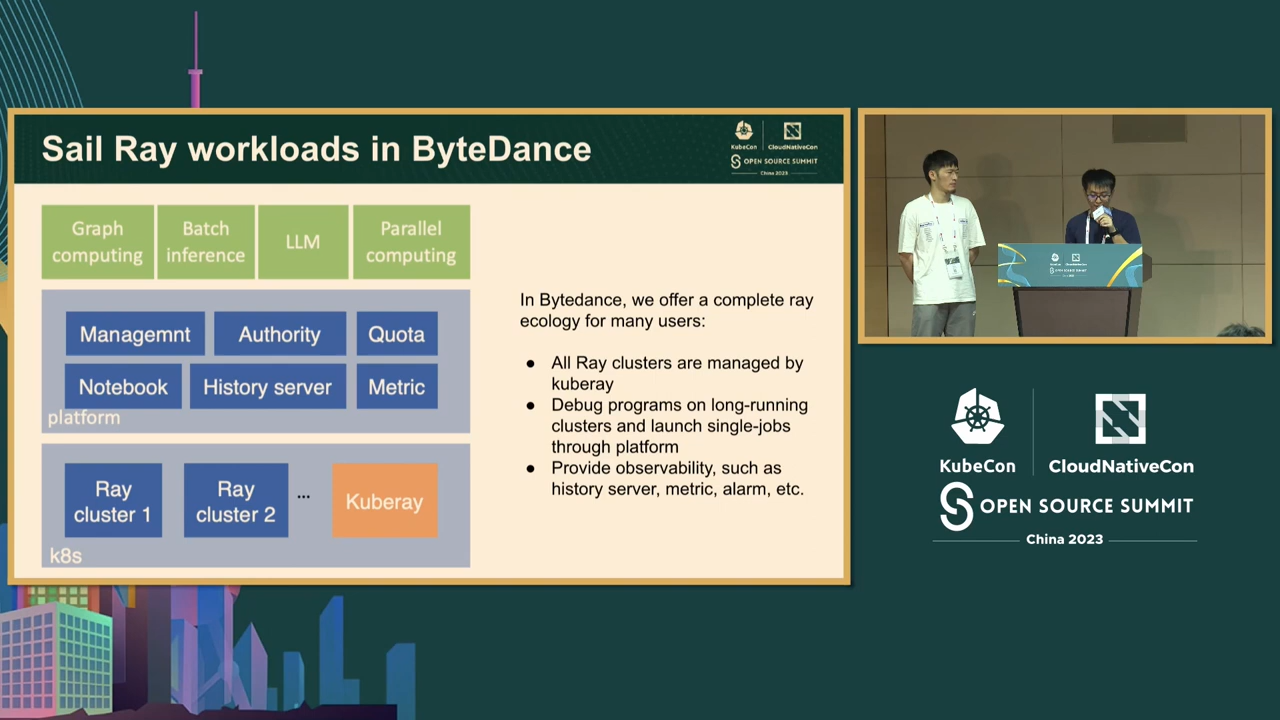 Sail Ray workloads in ByteDance
KubeCon
CloudNativeCon
OPEN SOURCE SUMMIT
China 2023
Graph
computing
Batch
inference
LLM
Parallel
computing
Managemnt
Authority
Quota
Notebook
History server
Metric
platform
Ray
cluster 1
Ray
cluster 2
...
Kuberay
k8s
In Bytedance, we offer a complete ray
ecology for many users:
● All Ray clusters are managed by
kuberay
● Debug programs on long-running
clusters and launch single-jobs
through platform
● Provide observability, such as
history server, metric, alarm, etc.
KubeCon
CloudNativeCon
OPEN SOURCE SUMMIT
China 2023